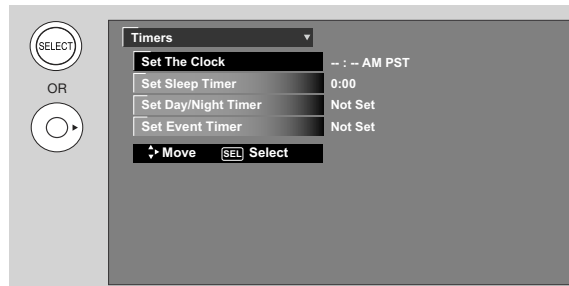 SELECT
OR
Timers
Set The Clock -- : -- AM PST
Set Sleep Timer 0:00
Set Day/Night Timer Not Set
Set Event Timer Not Set
Move SEL Select